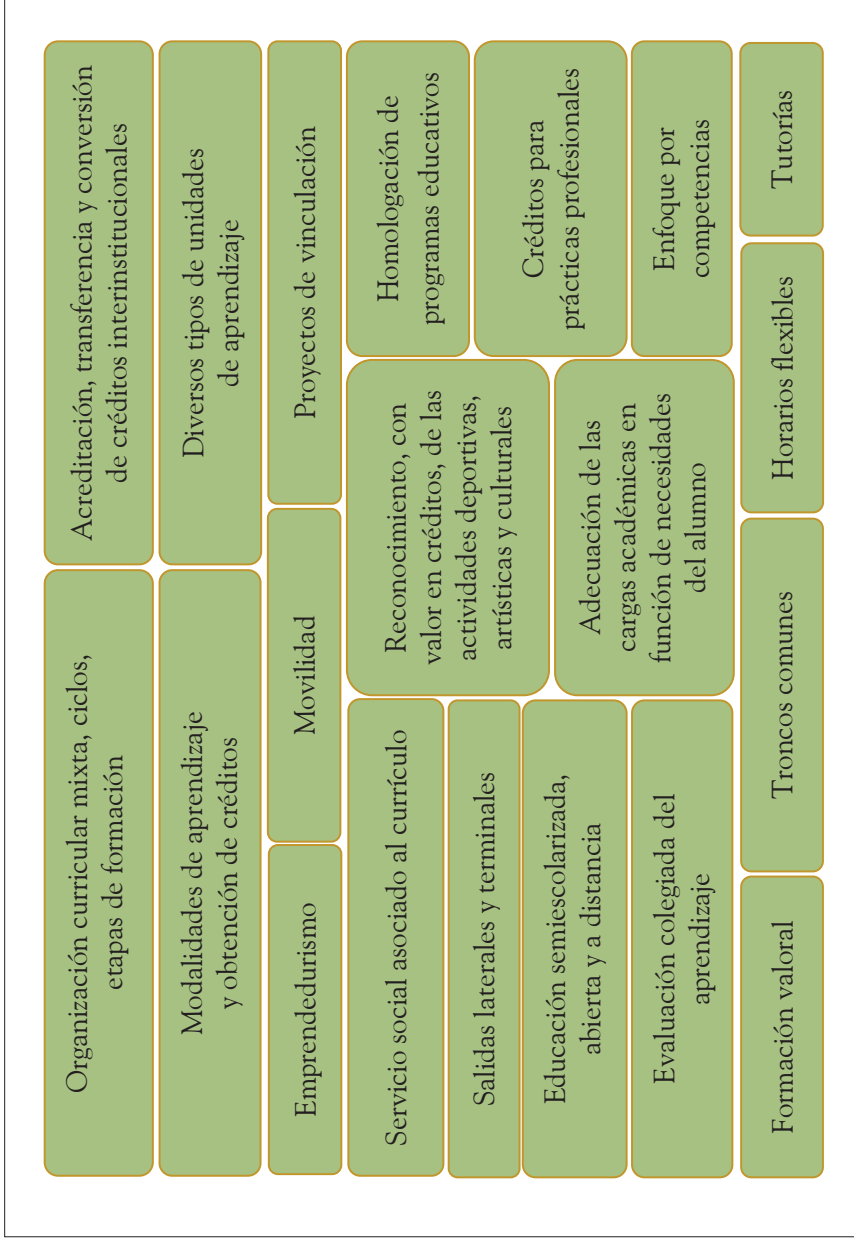 Organización curricular mixta, ciclos,
etapas de formación
Acreditación, transferencia y conversión
de créditos interinstitucionales
Modalidades de aprendizaje
y obtención de créditos
Diversos tipos de unidades
de aprendizaje
Emprendedurismo
Movilidad
Proyectos de vinculación
Servicio social asociado al currículo
Salidas laterales y terminales
Educación semiescolarizada,
abierta y a distancia
Evaluación colegiada del
aprendizaje
Reconocimiento, con
valor en créditos, de las
actividades deportivas,
artísticas y culturales
Adecuación de las
cargas académicas en
función de necesidades
del alumno
Homologación de
programas educativos
Créditos para
prácticas profesionales
Enfoque por
competencias
Formación valoral
Troncos comunes
Horarios flexibles
Tutorías